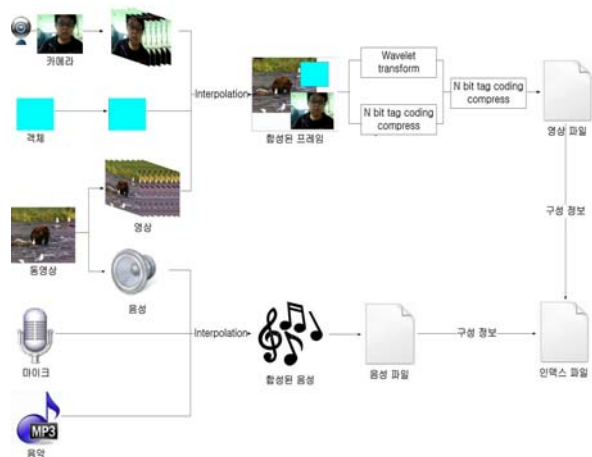 카메라
객체
동영상
영상
음성
마이크
MP3
음악
Interpolation
합성된 프레임
Wavelet
transform
N bit tag coding
compress
N bit tag coding
compress
영상 파일
구성 정보
Interpolation
합성된 음성
음성 파일
구성 정보
인덱스 파일